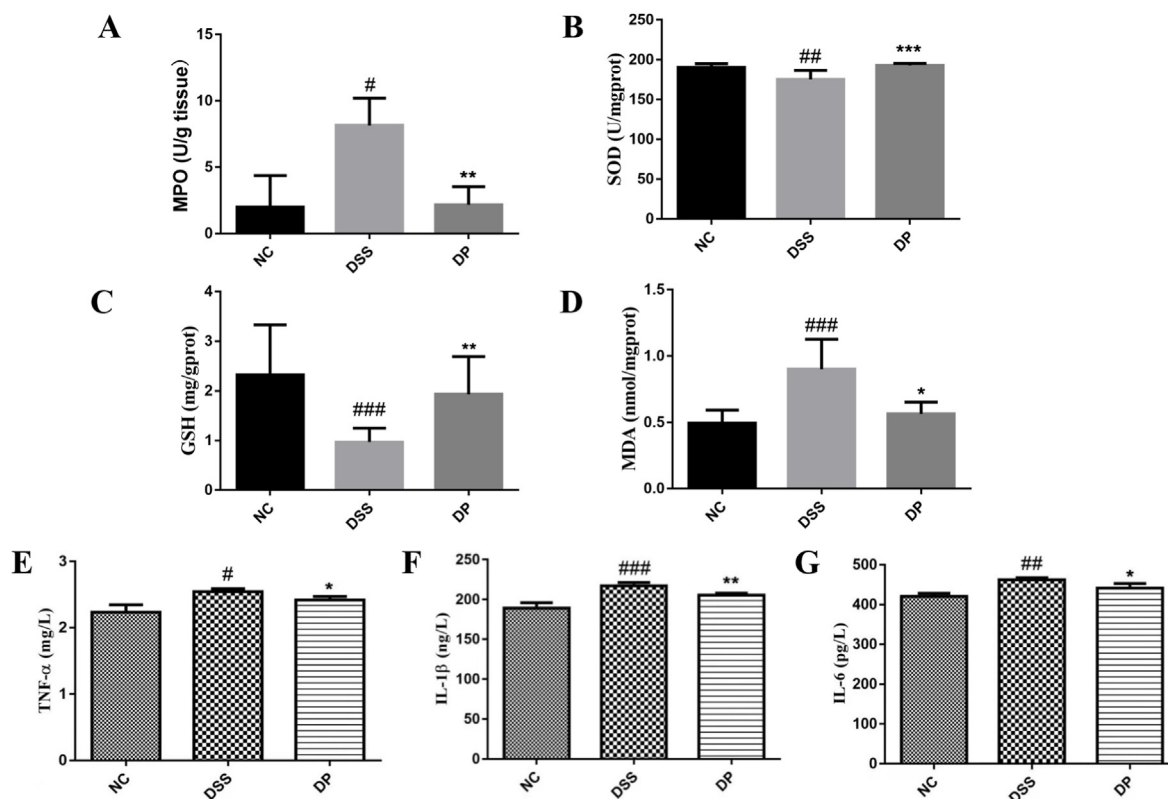 A
MPO (U/g tissue）
15
10
5
0
#
**
NC
DSS
DP
B
SOD (U/mgprot)
250
200
150
100
50
0
##
***
NC
DSS
DP
C
GSH (mg/gprot)
4
3
2
1
0
###
**
NC
DSS
DP
D
MDA (nmol/mgprot)
1.5
1.0
0.5
0.0
###
*
NC
DSS
DP
E
TNF-α (mg/L)
3
2
1
0
#
*
NC
DSS
DP
F
IL-1β (ng/L)
250
200
150
100
50
0
###
**
NC
DSS
DP
G
IL-6 (pg/L)
500
400
300
200
100
0
##
*
NC
DSS
DP